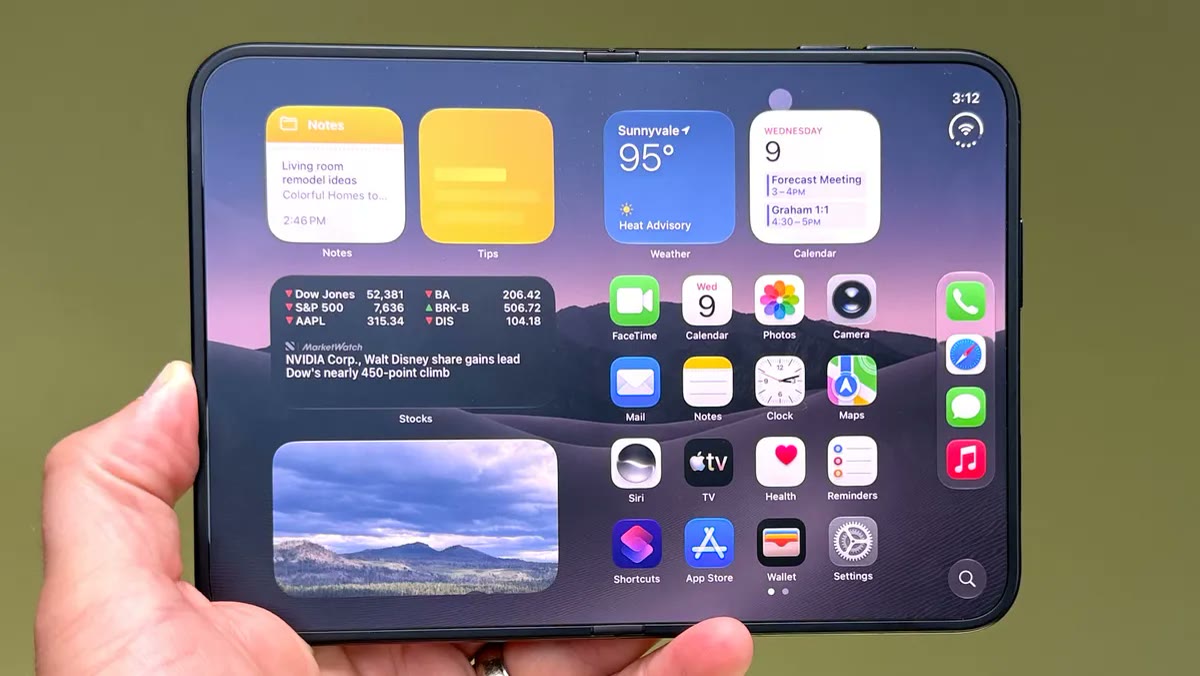 3:12
Notes
Living room
remodel ideas
Colorful Homes to...
2:46 PM
Notes
Tips
Sunnyvale
95°
Heat Advisory
Weather
WEDNESDAY
9
Forecast Meeting
3–4PM
Graham 1:1
4:30–5PM
Calendar
Dow Jones 52,381 BA 206.42
S&P 500 7,636 BRK-B 506.72
AAPL 315.34 DIS 104.18
MarketWatch
NVIDIA Corp., Walt Disney share gains lead
Dow's nearly 450-point climb
Stocks
FaceTime
Wed
9
Calendar
Photos
Camera
Mail
Notes
12
3
6
9
Clock
Maps
Siri
tv
TV
Health
Reminders
Shortcuts
App Store
Wallet
Settings